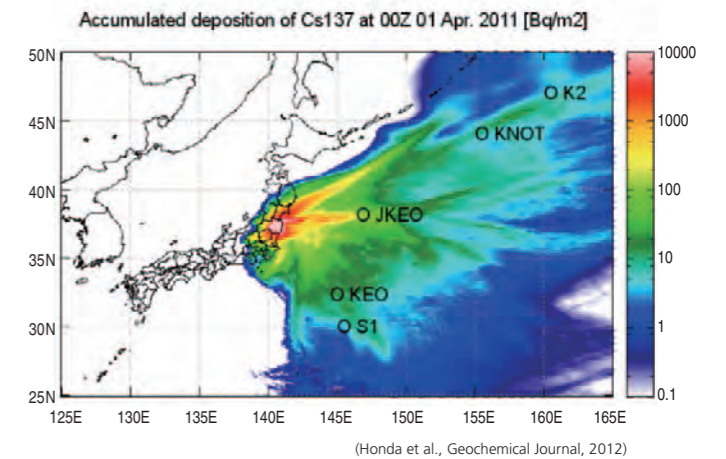 Accumulated deposition of Cs137 at 00Z 01 Apr. 2011 [Bq/m2]
50N
45N
40N
35N
30N
25N
125E 130E 135E 140E 145E 150E 155E 160E 165E
O K2
O KNOT
O JKEO
O KEO
O S1
10000
1000
100
10
1
0.1
(Honda et al., Geochemical Journal, 2012)